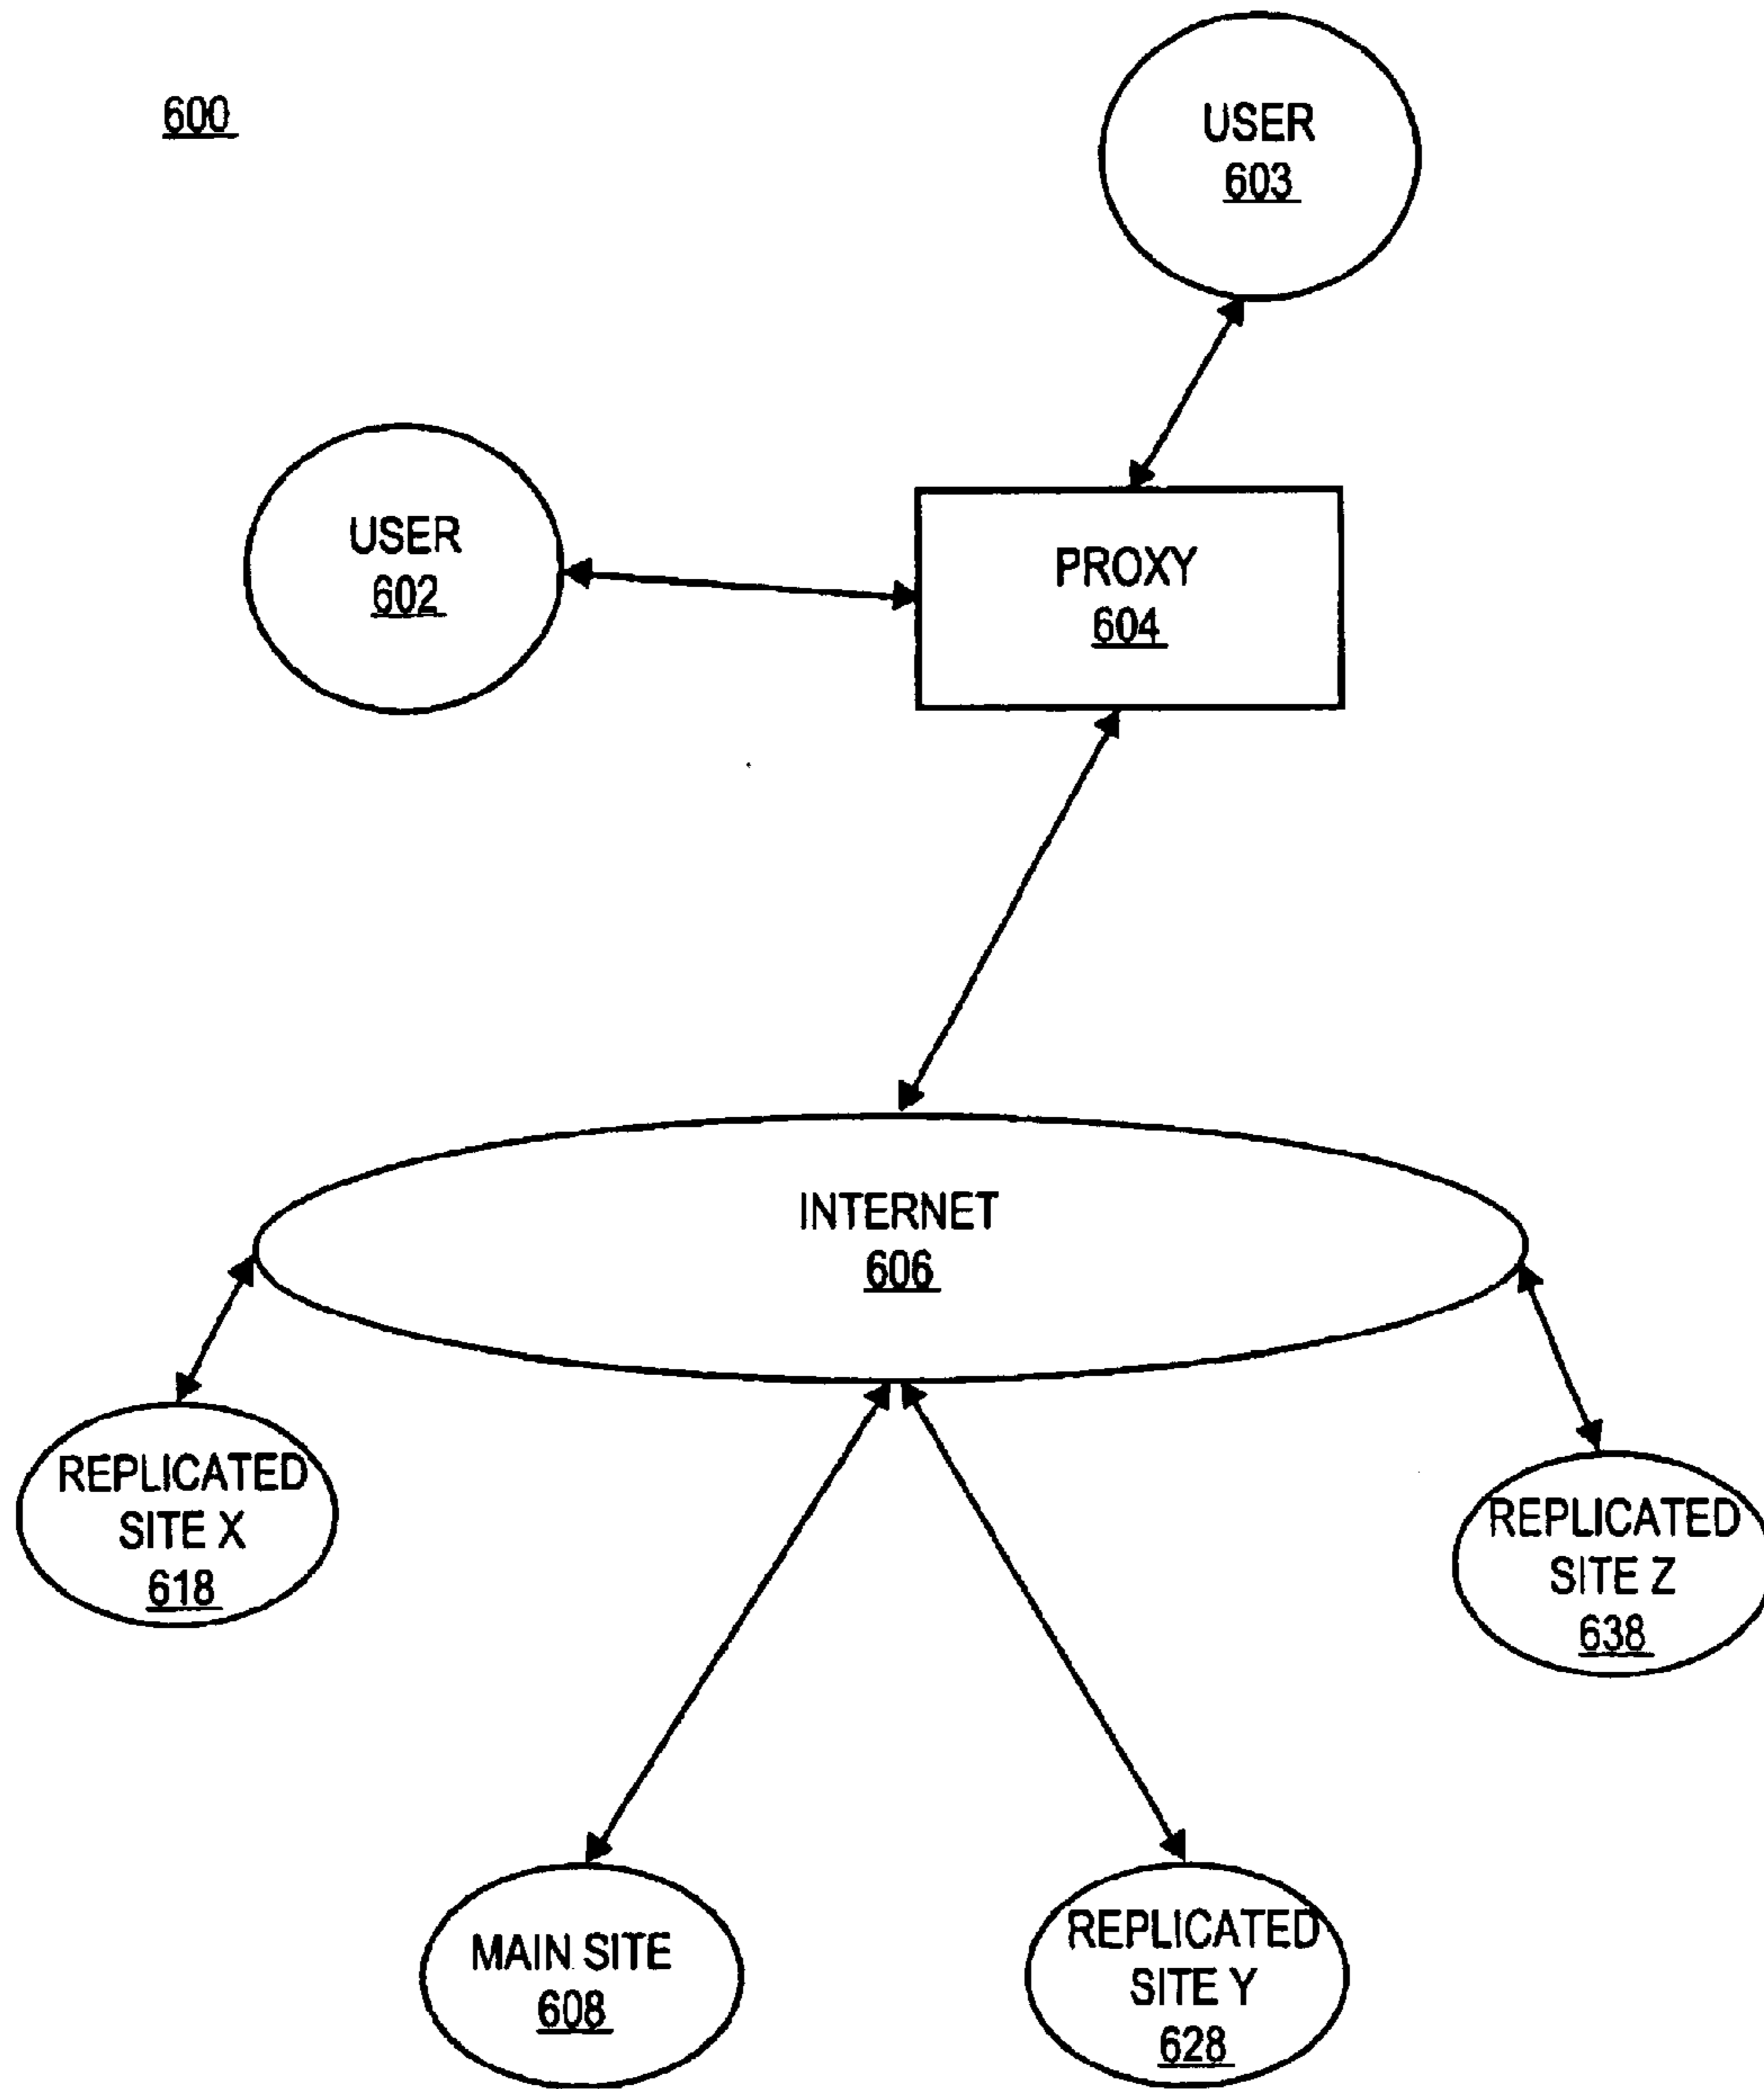 600
USER
603
USER
602
PROXY
604
INTERNET
606
REPLICATED
SITE X
618
REPLICATED
SITE Z
638
MAIN SITE
608
REPLICATED
SITE Y
628